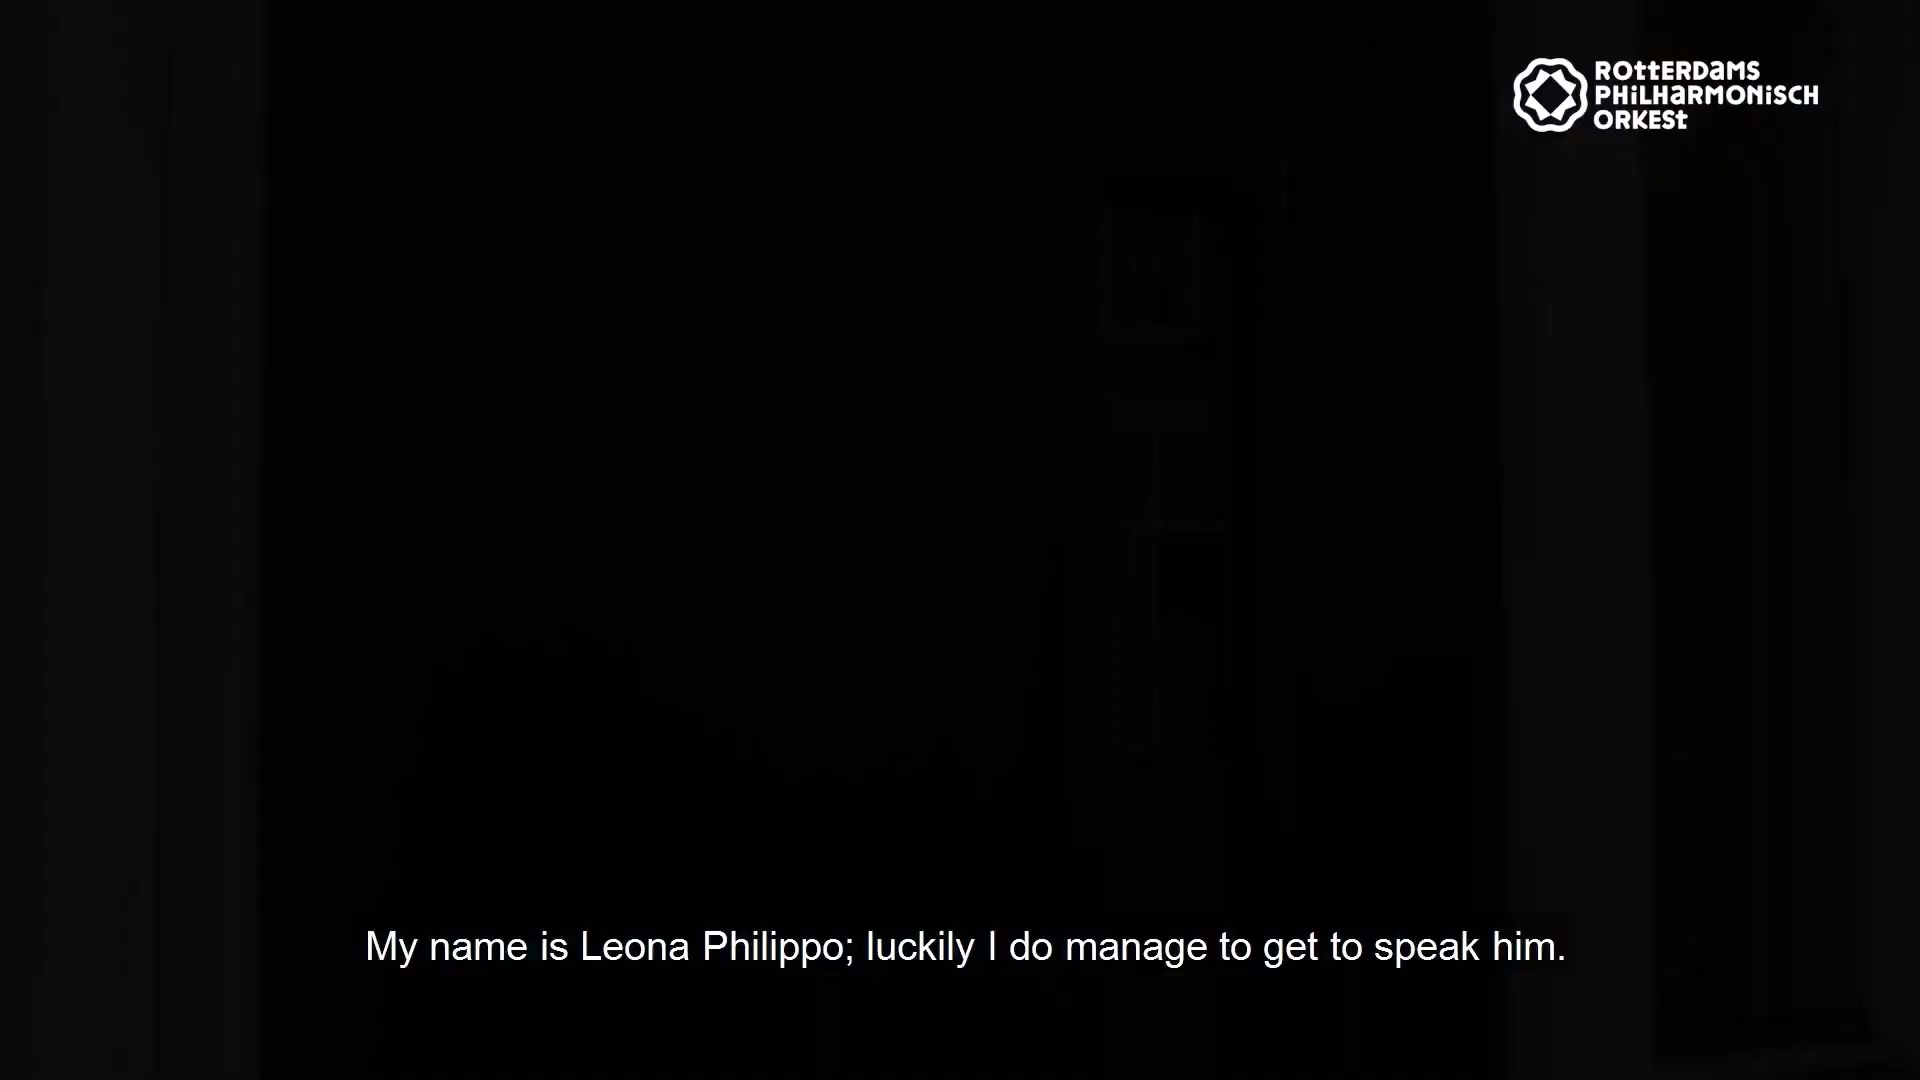 ROttERDaMS
PHiLHaRMONiSCH
ORKESt
My name is Leona Philippo; luckily I do manage to get to speak him.